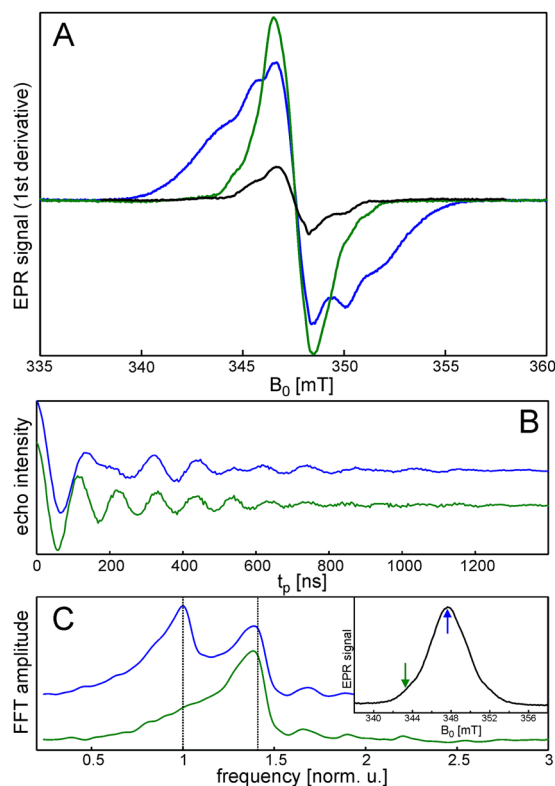 A
EPR signal (1st derivative)
335 340 345 350 355 360
B₀ [mT]
B
echo intensity
0 200 400 600 800 1000 1200
tₚ [ns]
C
FFT amplitude
EPR signal
340 344 348 352 356
B₀ [mT]
0.5 1 1.5 2 2.5 3
frequency [norm. u.]